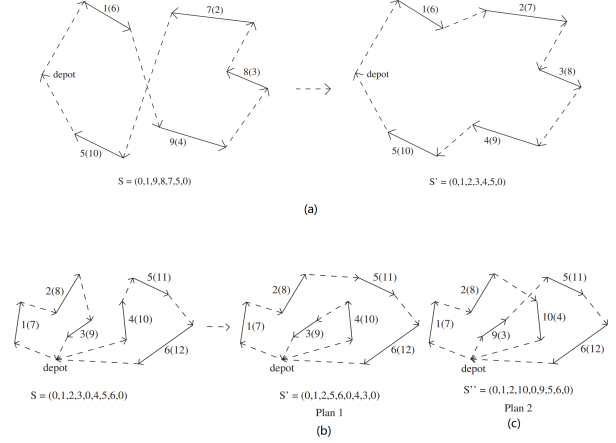 1(6)
7(2)
8(3)
depot
9(4)
5(10)
S = (0,1,9,8,7,5,0)
1(6)
2(7)
3(8)
depot
4(9)
5(10)
S' = (0,1,2,3,4,5,0)
(a)
2(8)
5(11)
1(7)
4(10)
3(9)
6(12)
depot
S = (0,1,2,3,0,4,5,6,0)
2(8)
5(11)
1(7)
4(10)
3(9)
6(12)
depot
S' = (0,1,2,5,6,0,4,3,0)
Plan 1
(b)
2(8)
5(11)
1(7)
10(4)
9(3)
6(12)
depot
S'' = (0,1,2,10,0,9,5,6,0)
Plan 2
(c)